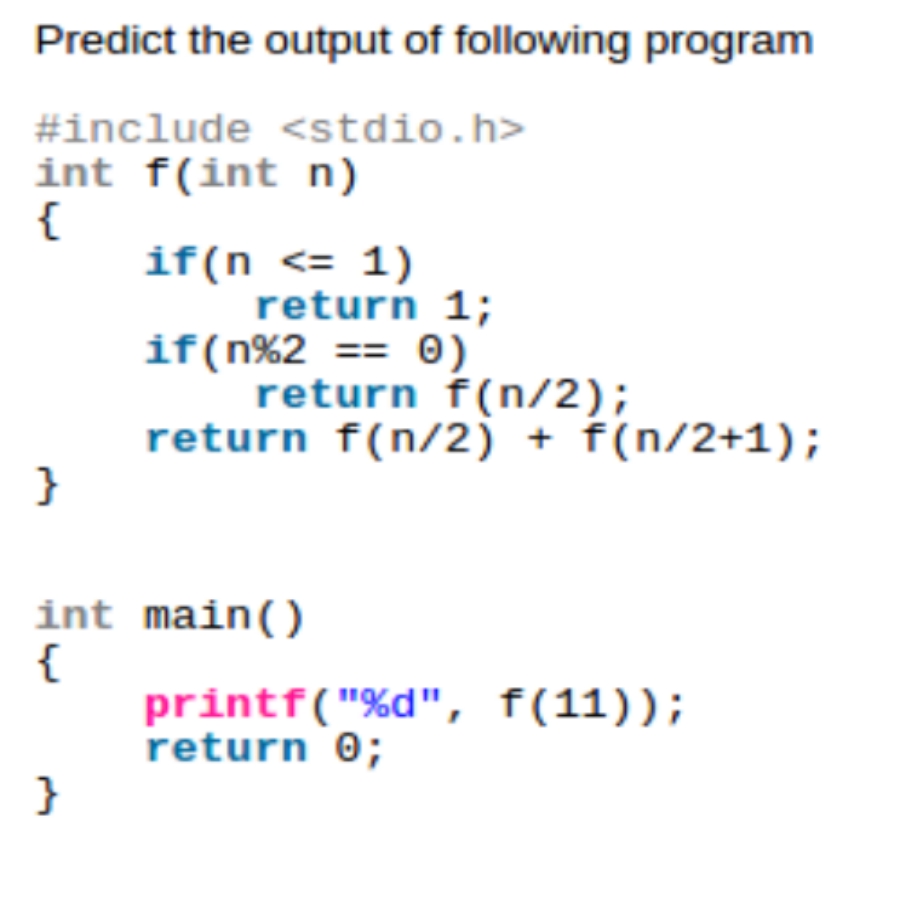 Predict the output of following program
#include <stdio.h>
int f(int n)
{
    if(n <= 1)
        return 1;
    if(n%2 == 0)
        return f(n/2);
    return f(n/2) + f(n/2+1);
}
int main()
{
    printf("%d", f(11));
    return 0;
}